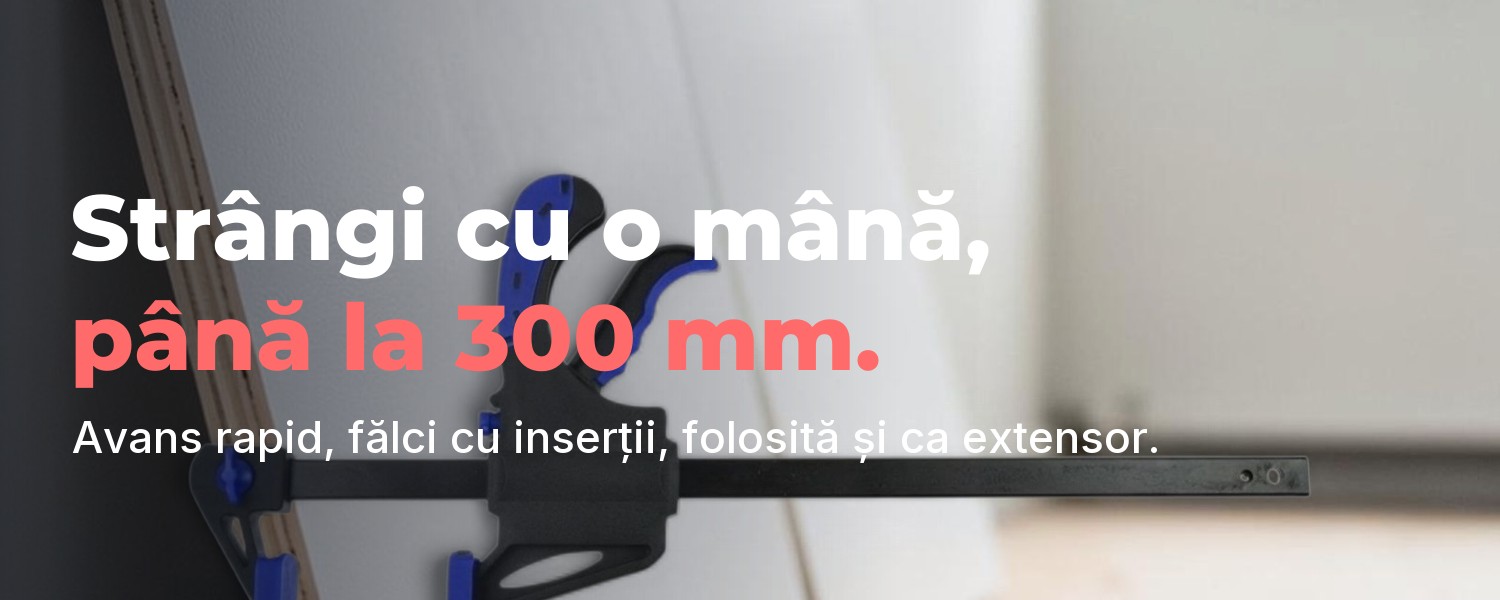 Strângi cu o mână,
până la 300 mm.
Avans rapid, fălci cu inserții, folosită și ca extensor.